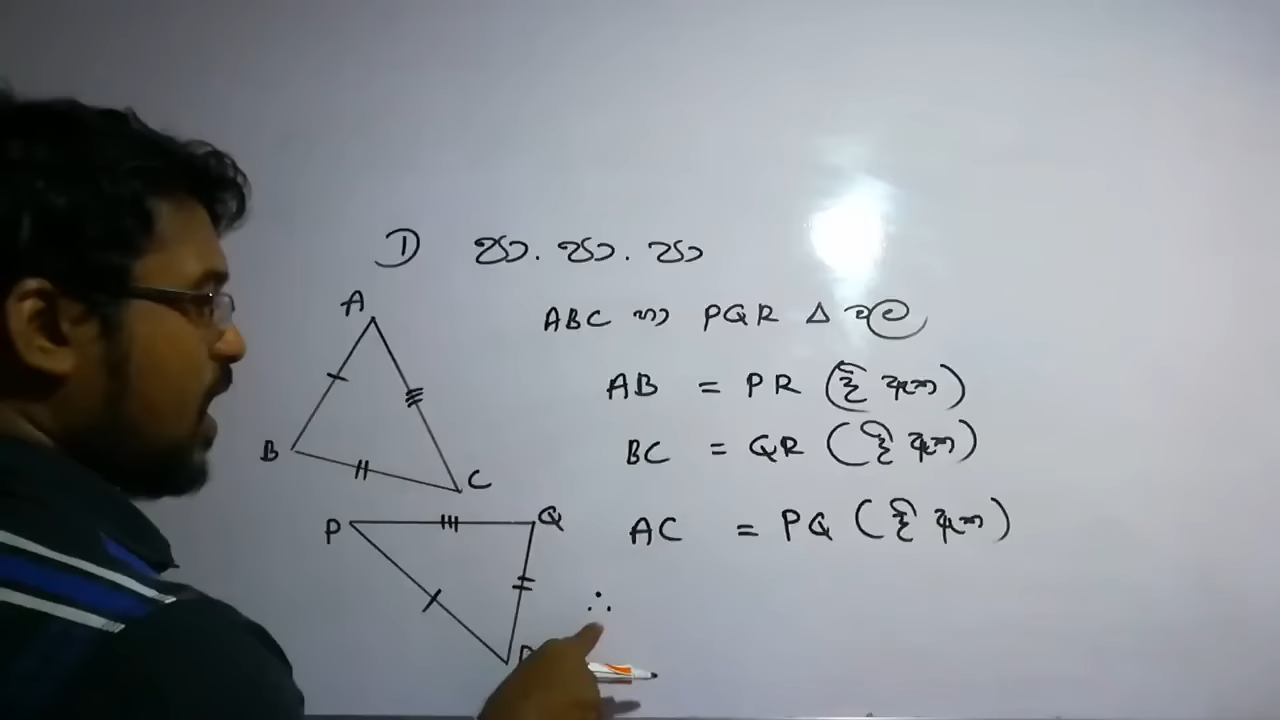 ① පා. පා. පා
ABC හා PQR Δ වල
AB = PR (දී ඇත)
BC = QR (දී ඇත)
AC = PQ (දී ඇත)
∴
A
B
C
P
Q